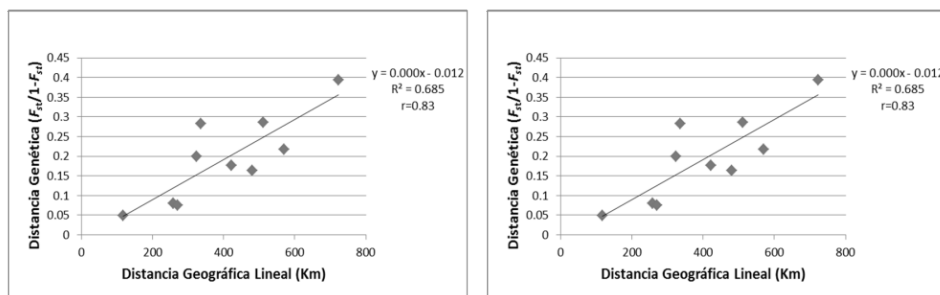 0.45
0.4
0.35
0.3
0.25
0.2
0.15
0.1
0.05
0
Distancia Genética (Fst/1-Fst)
0 200 400 600 800
Distancia Geográfica Lineal (Km)
y = 0.000x - 0.012
R² = 0.685
r=0.83
0.45
0.4
0.35
0.3
0.25
0.2
0.15
0.1
0.05
0
Distancia Genética (Fst/1-Fst)
0 200 400 600 800
Distancia Geográfica Lineal (Km)
y = 0.000x - 0.012
R² = 0.685
r=0.83